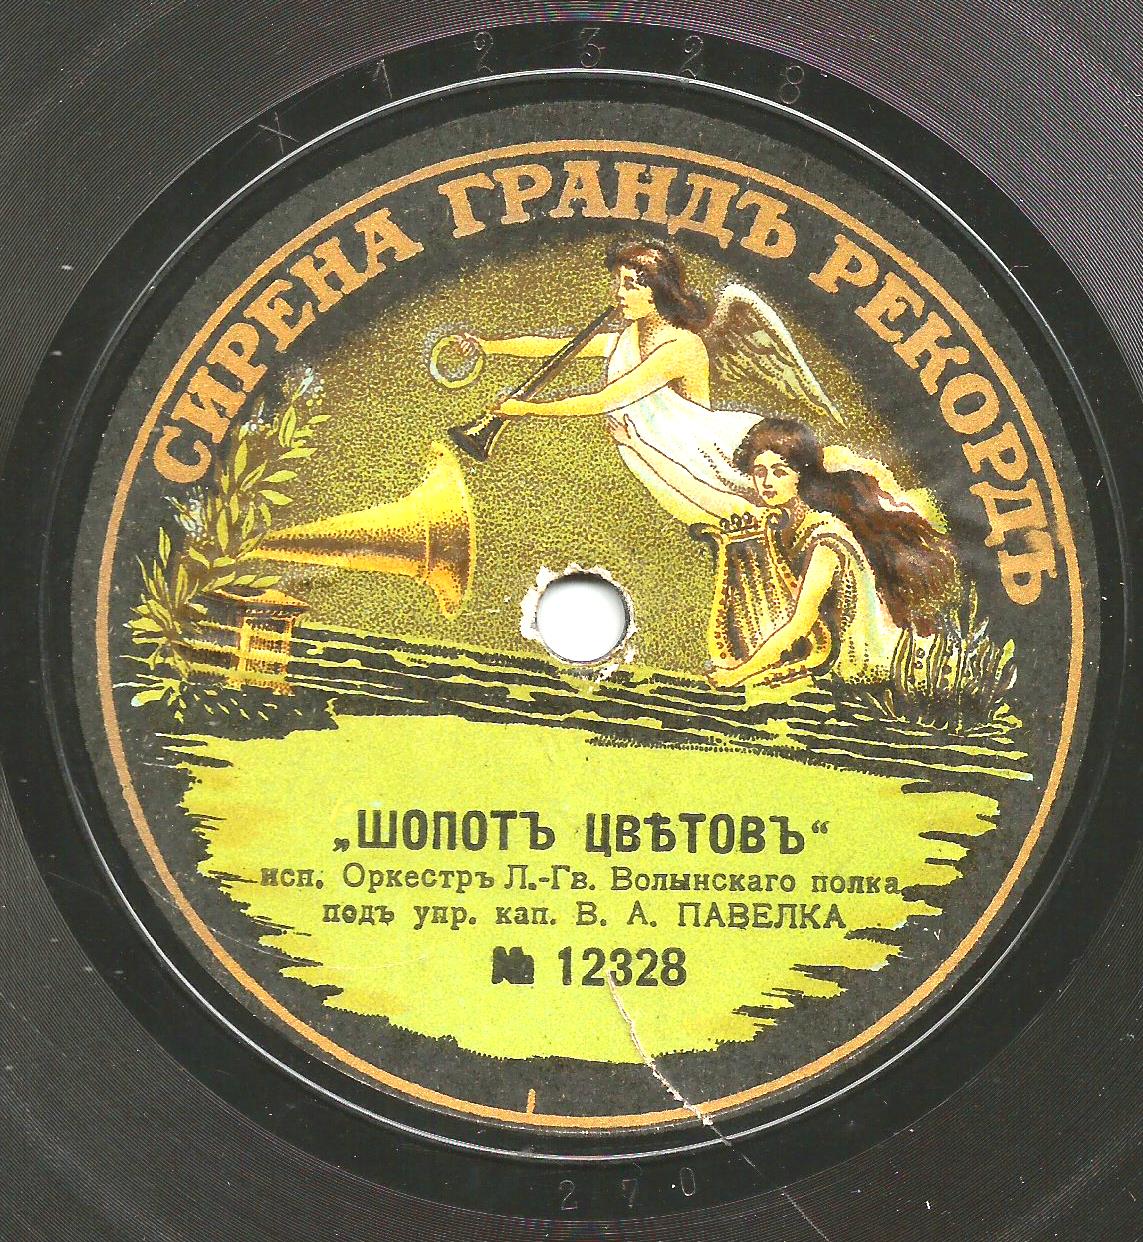 X 12328
СИРЕНА ГРАНДЪ РЕКОРДЪ
„ШОПОТЪ ЦВѢТОВЪ“
исп. Оркестръ Л.-Гв. Волынскаго полка
подъ упр. кап. В. А. ПАВЕЛКА
№ 12328
270